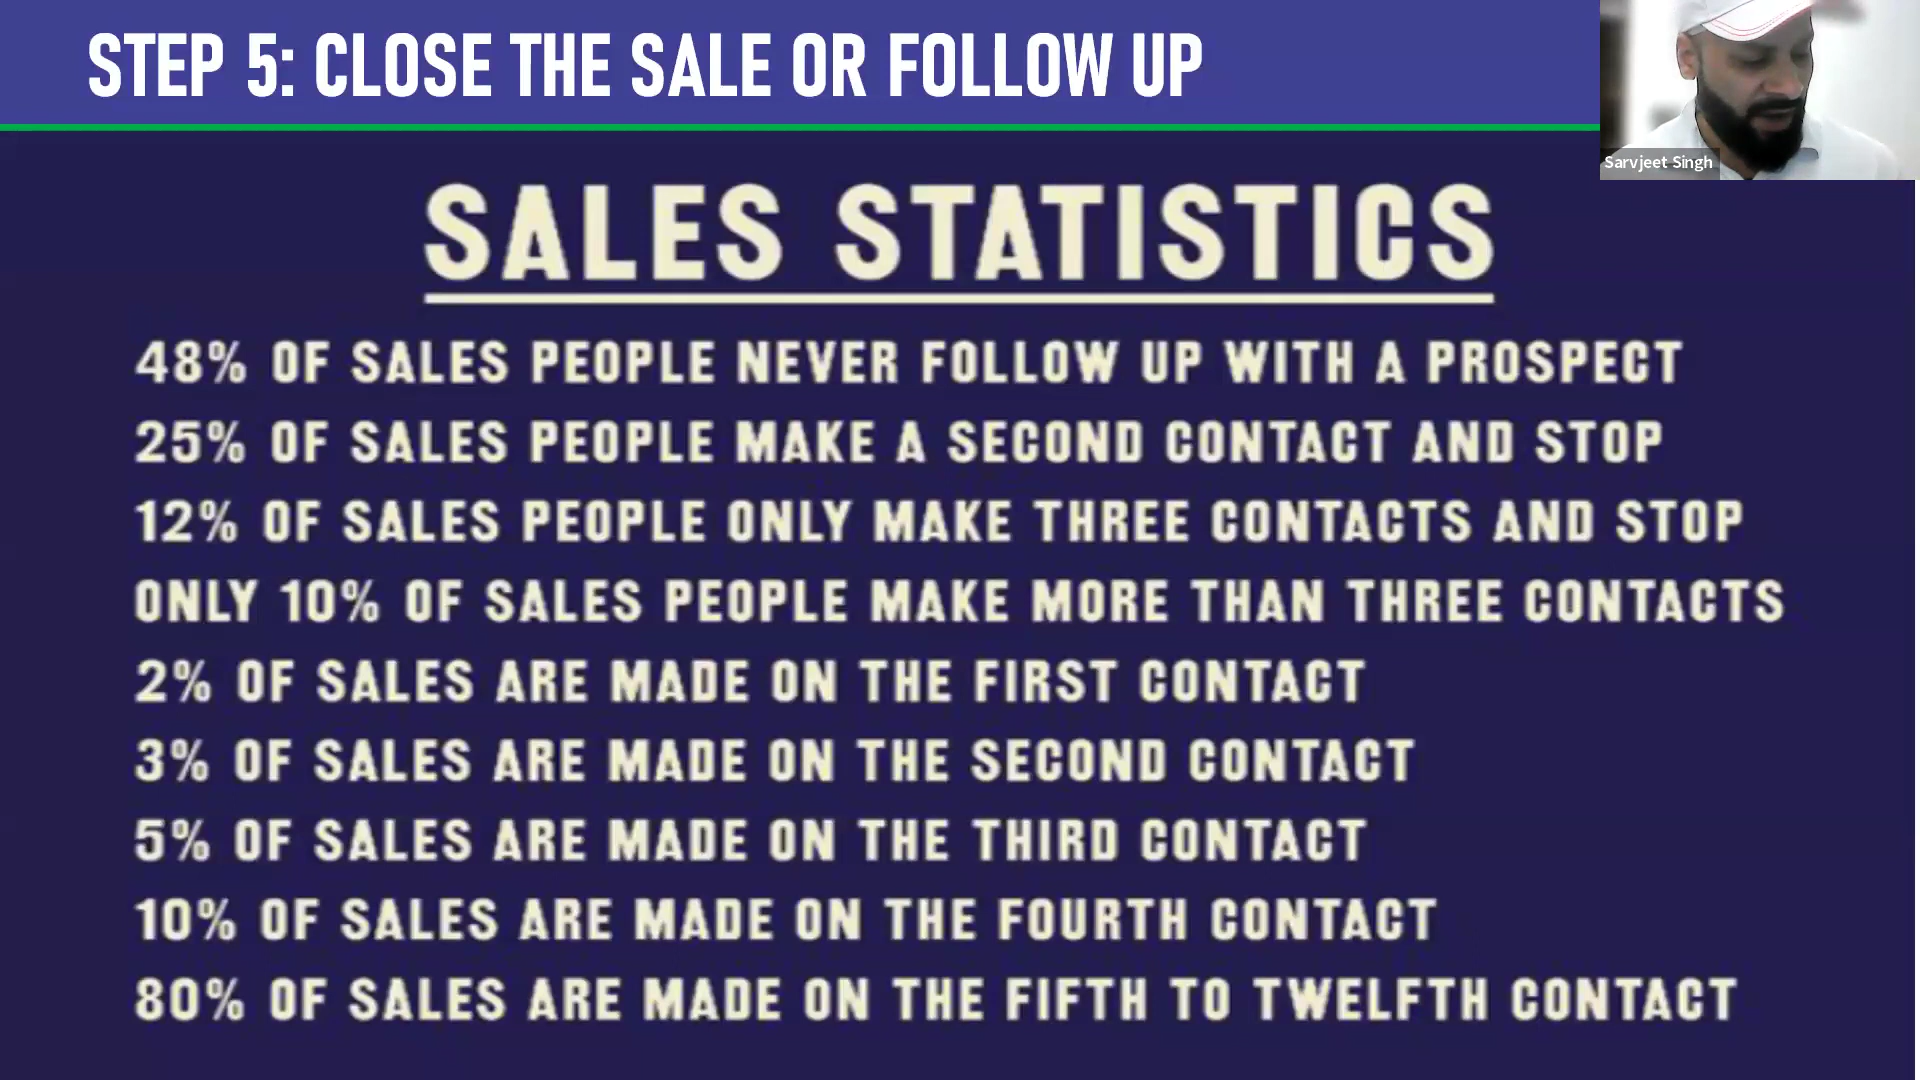 STEP 5: CLOSE THE SALE OR FOLLOW UP
Sarvjeet Singh
SALES STATISTICS
48% OF SALES PEOPLE NEVER FOLLOW UP WITH A PROSPECT
25% OF SALES PEOPLE MAKE A SECOND CONTACT AND STOP
12% OF SALES PEOPLE ONLY MAKE THREE CONTACTS AND STOP
ONLY 10% OF SALES PEOPLE MAKE MORE THAN THREE CONTACTS
2% OF SALES ARE MADE ON THE FIRST CONTACT
3% OF SALES ARE MADE ON THE SECOND CONTACT
5% OF SALES ARE MADE ON THE THIRD CONTACT
10% OF SALES ARE MADE ON THE FOURTH CONTACT
80% OF SALES ARE MADE ON THE FIFTH TO TWELFTH CONTACT